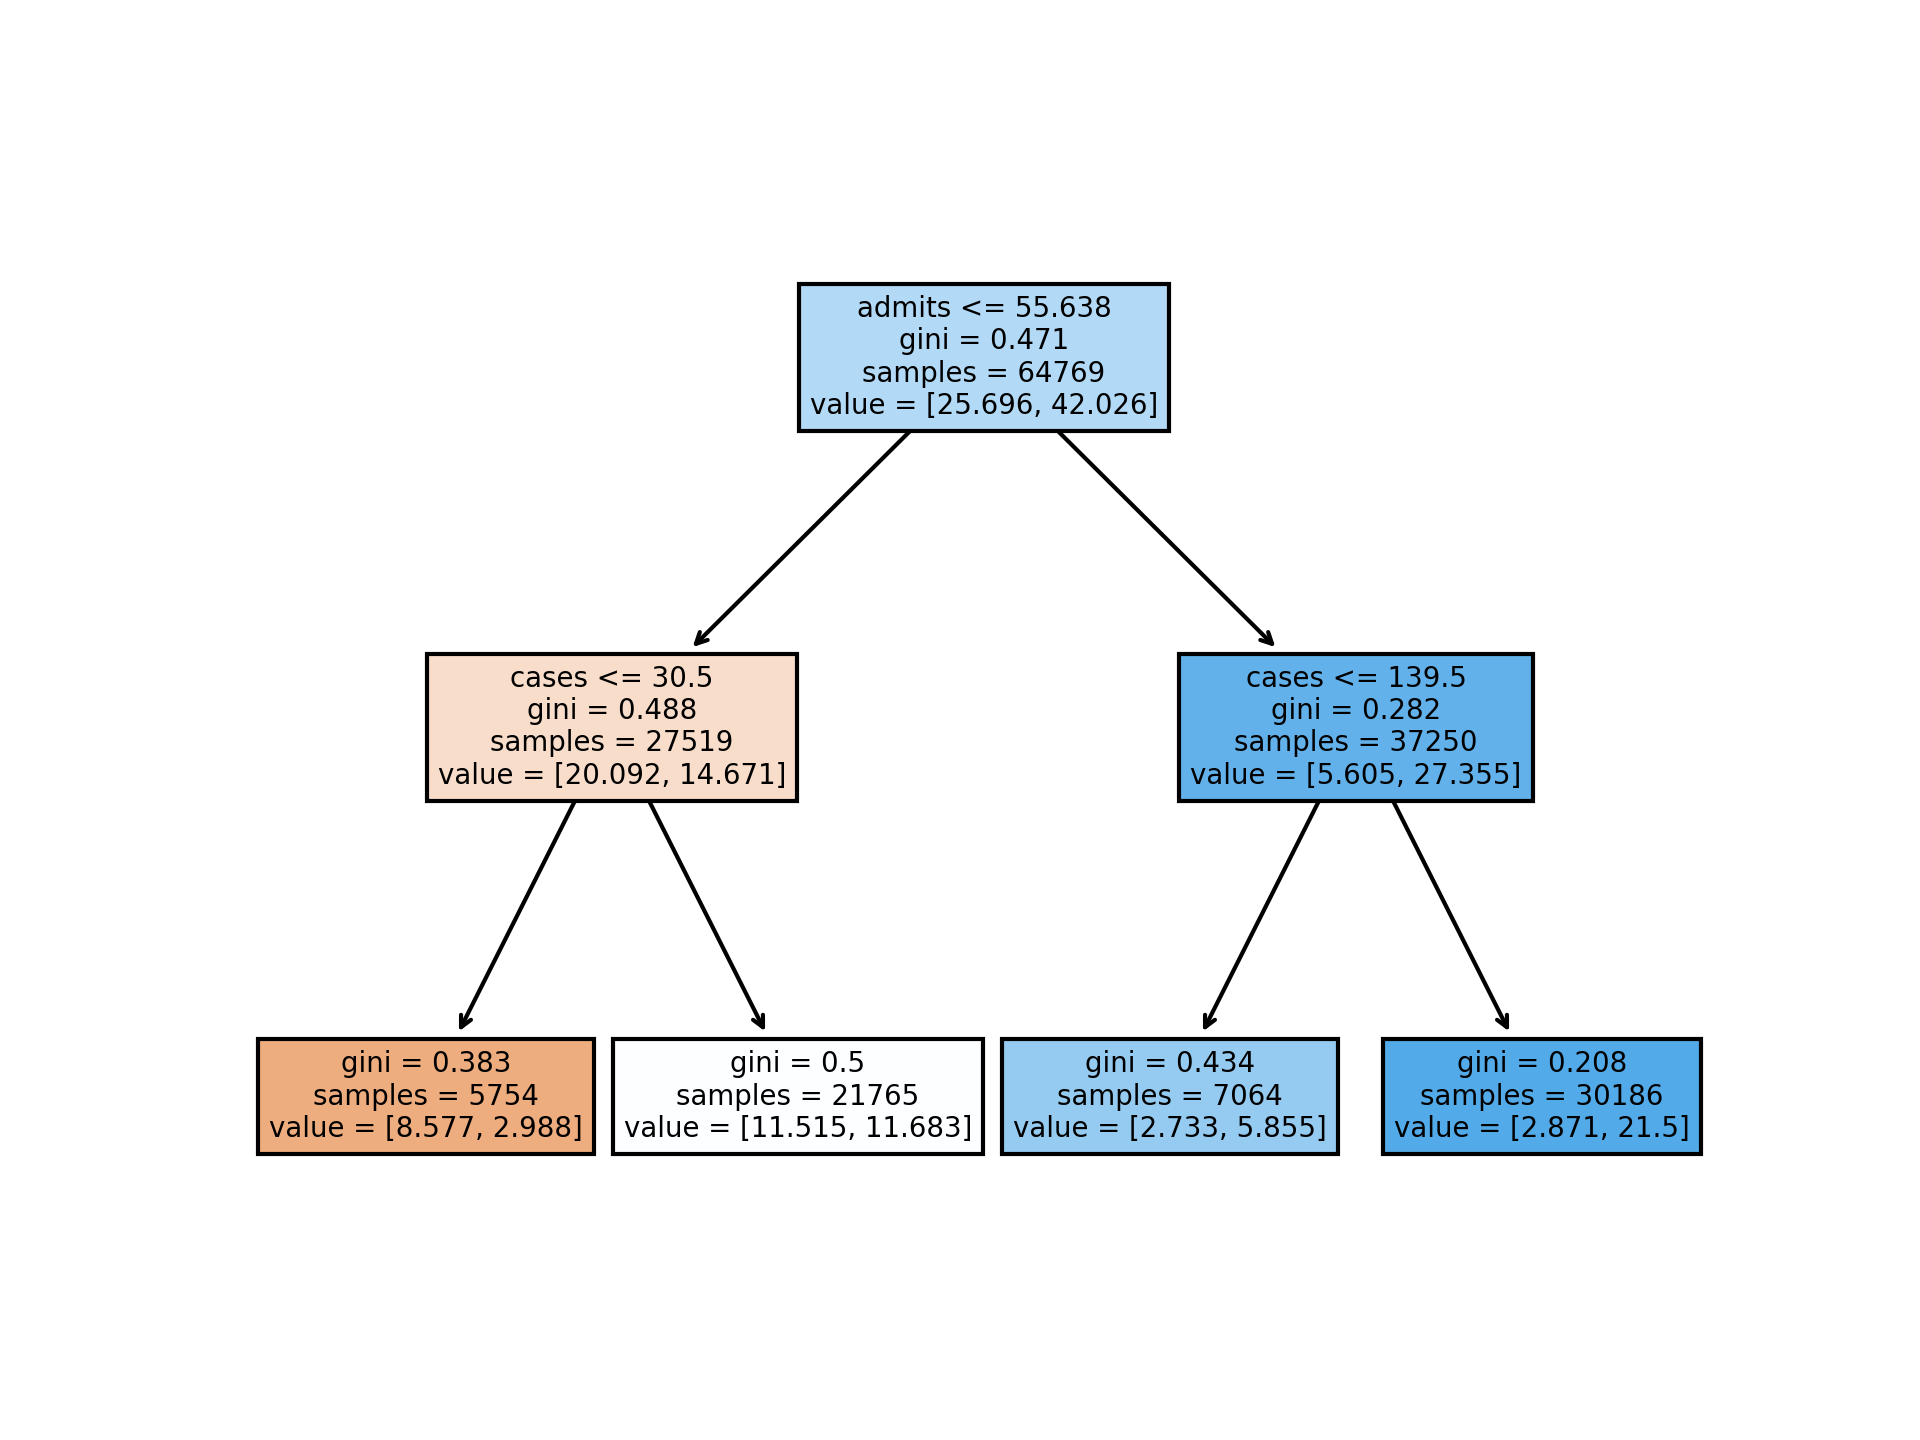 admits <= 55.638
gini = 0.471
samples = 64769
value = [25.696, 42.026]
cases <= 30.5
gini = 0.488
samples = 27519
value = [20.092, 14.671]
cases <= 139.5
gini = 0.282
samples = 37250
value = [5.605, 27.355]
gini = 0.383
samples = 5754
value = [8.577, 2.988]
gini = 0.5
samples = 21765
value = [11.515, 11.683]
gini = 0.434
samples = 7064
value = [2.733, 5.855]
gini = 0.208
samples = 30186
value = [2.871, 21.5]